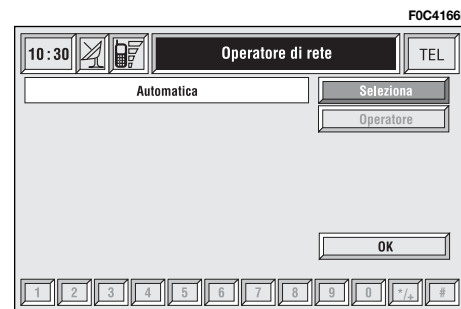 F0C4166
10:30 Operatore di rete TEL
Automatica Seleziona
Operatore
OK
1 2 3 4 5 6 7 8 9 0 */+ #